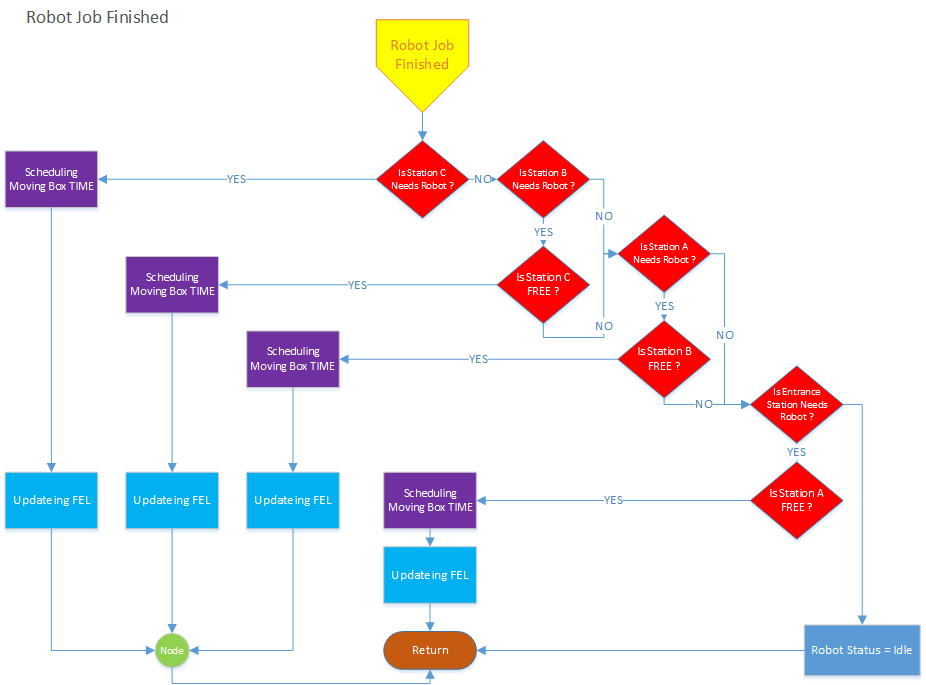 Robot Job Finished
Robot Job
Finished
Is Station C
Needs Robot ?
Is Station B
Needs Robot ?
Scheduling
Moving Box TIME
YES
NO
NO
YES
Is Station A
Needs Robot ?
Is Station C
FREE ?
Scheduling
Moving Box TIME
YES
YES
NO
NO
Is Station B
FREE ?
Scheduling
Moving Box TIME
YES
NO
Is Entrance
Station Needs
Robot ?
YES
Updateing FEL
Updateing FEL
Updateing FEL
Scheduling
Moving Box TIME
YES
Is Station A
FREE ?
Updateing FEL
Node
Return
Robot Status = Idle